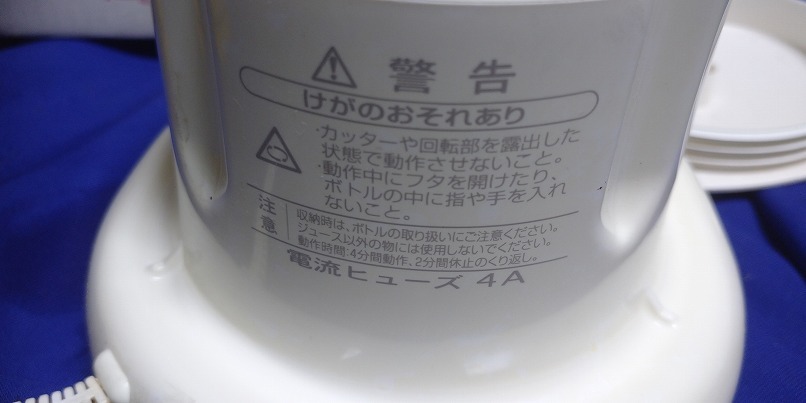 警告
けがのおそれあり
・カッターや回転部を露出した
状態で動作させないこと。
・動作中にフタを開けたり、
ボトルの中に指や手を入れ
ないこと。
注意
収納時は、ボトルの取り扱いにご注意ください。
ジュース以外の物には使用しないでください。
動作時間:4分間動作、2分間休止のくり返し。
電流ヒューズ 4A